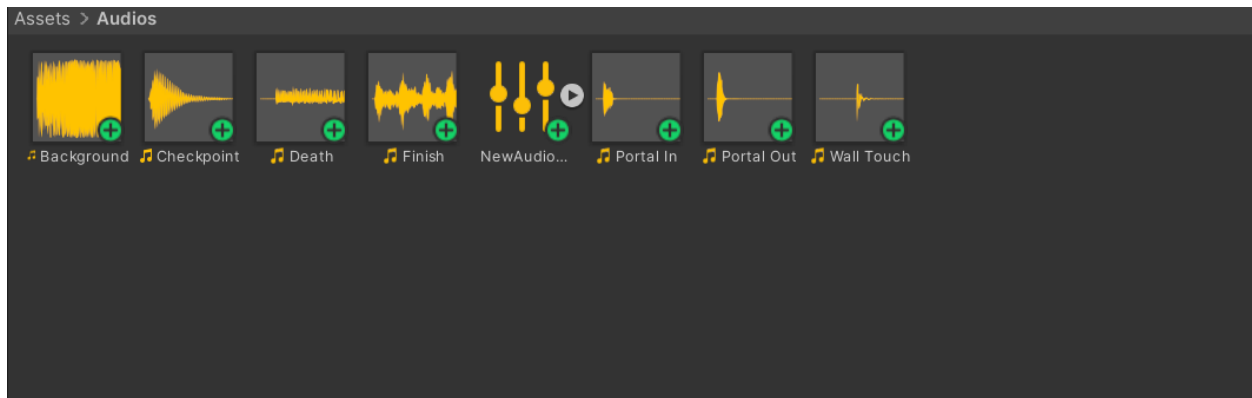 Assets > Audios
Background Checkpoint Death Finish NewAudio... Portal In Portal Out Wall Touch